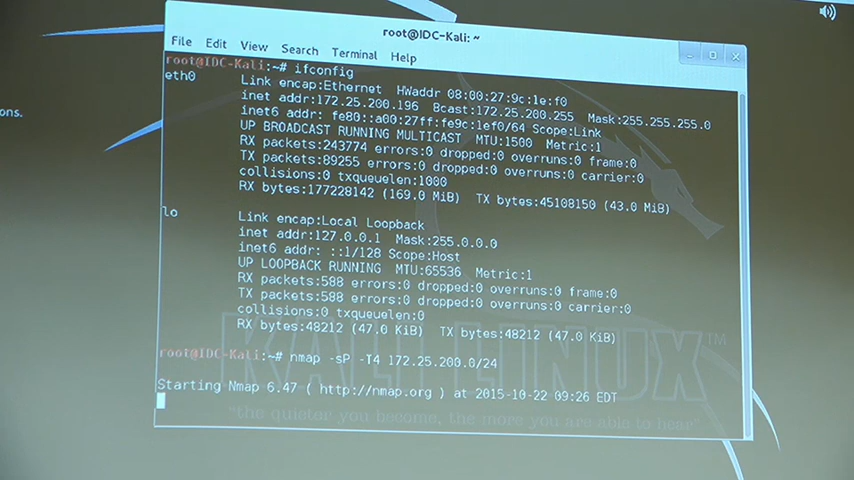 root@IDC-Kali: ~
File Edit View Search Terminal Help
root@IDC-Kali:~# ifconfig
eth0 Link encap:Ethernet HWaddr 08:00:27:9c:1e:f0
inet addr:172.25.200.196 Bcast:172.25.200.255 Mask:255.255.255.0
inet6 addr: fe80::a00:27ff:fe9c:1ef0/64 Scope:Link
UP BROADCAST RUNNING MULTICAST MTU:1500 Metric:1
RX packets:243774 errors:0 dropped:0 overruns:0 frame:0
TX packets:89255 errors:0 dropped:0 overruns:0 carrier:0
collisions:0 txqueuelen:1000
RX bytes:177228142 (169.0 MiB) TX bytes:45108150 (43.0 MiB)
lo Link encap:Local Loopback
inet addr:127.0.0.1 Mask:255.0.0.0
inet6 addr: ::1/128 Scope:Host
UP LOOPBACK RUNNING MTU:65536 Metric:1
RX packets:588 errors:0 dropped:0 overruns:0 frame:0
TX packets:588 errors:0 dropped:0 overruns:0 carrier:0
collisions:0 txqueuelen:0
RX bytes:48212 (47.0 KiB) TX bytes:48212 (47.0 KiB)
root@IDC-Kali:~# nmap -sP -T4 172.25.200.0/24
Starting Nmap 6.47 ( http://nmap.org ) at 2015-10-22 09:26 EDT
KALI LINUX™
"the quieter you become, the more you are able to hear"